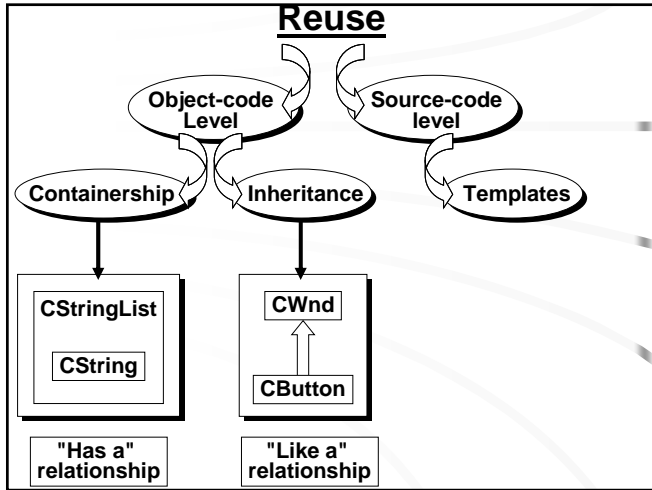 Reuse
Object-code
Level
Source-code
level
Containership
Inheritance
Templates
CStringList
CString
CWnd
CButton
"Has a"
relationship
"Like a"
relationship